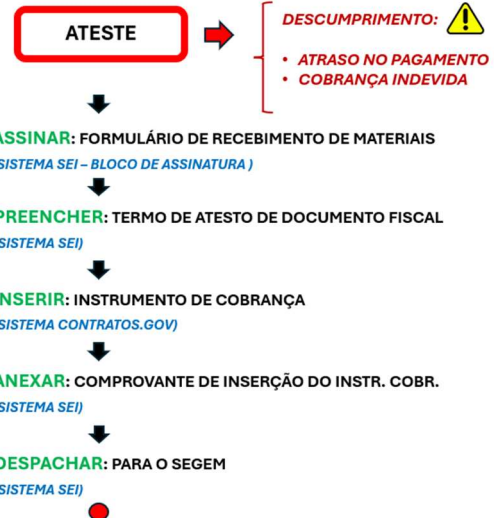 ATESTE
DESCUMPRIMENTO:
• ATRASO NO PAGAMENTO
• COBRANÇA INDEVIDA
ASSINAR: FORMULÁRIO DE RECEBIMENTO DE MATERIAIS
SISTEMA SEI – BLOCO DE ASSINATURA )
PREENCHER: TERMO DE ATESTO DE DOCUMENTO FISCAL
SISTEMA SEI)
INSERIR: INSTRUMENTO DE COBRANÇA
SISTEMA CONTRATOS.GOV)
ANEXAR: COMPROVANTE DE INSERÇÃO DO INSTR. COBR.
SISTEMA SEI)
DESPACHAR: PARA O SEGEM
SISTEMA SEI)